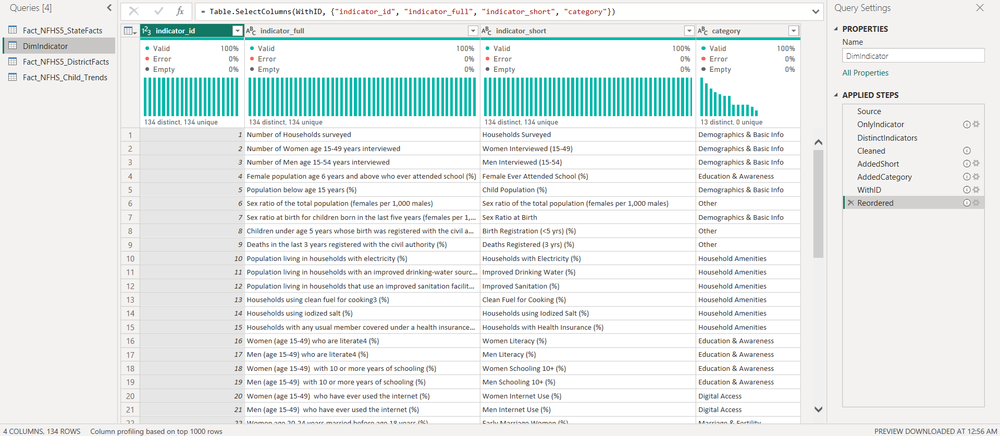 Queries [4]
Fact_NFHS5_StateFacts
DimIndicator
Fact_NFHS5_DistrictFacts
Fact_NFHS_Child_Trends
fx
= Table.SelectColumns(WithID, {"indicator_id", "indicator_full", "indicator_short", "category"})
123 indicator_id ABC indicator_full ABC indicator_short ABC category
Valid 100% Valid 100% Valid 100% Valid 100%
Error 0% Error 0% Error 0% Error 0%
Empty 0% Empty 0% Empty 0% Empty 0%
134 distinct, 134 unique 134 distinct, 134 unique 134 distinct, 134 unique 13 distinct, 0 unique
1 1 Number of Households surveyed Households Surveyed Demographics & Basic Info
2 2 Number of Women age 15-49 years interviewed Women Interviewed (15-49) Demographics & Basic Info
3 3 Number of Men age 15-54 years interviewed Men Interviewed (15-54) Demographics & Basic Info
4 4 Female population age 6 years and above who ever attended school (%) Female Ever Attended School (%) Education & Awareness
5 5 Population below age 15 years (%) Child Population (%) Demographics & Basic Info
6 6 Sex ratio of the total population (females per 1,000 males) Sex ratio of the total population (females per 1,000 males) Other
7 7 Sex ratio at birth for children born in the last five years (females per 1,... Sex Ratio at Birth Demographics & Basic Info
8 8 Children under age 5 years whose birth was registered with the civil a... Birth Registration (<5 yrs) (%) Other
9 9 Deaths in the last 3 years registered with the civil authority (%) Deaths Registered (3 yrs) (%) Other
10 10 Population living in households with electricity (%) Households with Electricity (%) Household Amenities
11 11 Population living in households with an improved drinking-water sourc... Improved Drinking Water (%) Household Amenities
12 12 Population living in households that use an improved sanitation facilit... Improved Sanitation (%) Household Amenities
13 13 Households using clean fuel for cooking3 (%) Clean Fuel for Cooking (%) Household Amenities
14 14 Households using iodized salt (%) Households using Iodized Salt (%) Household Amenities
15 15 Households with any usual member covered under a health insurance... Households with Health Insurance (%) Household Amenities
16 16 Women (age 15-49) who are literate4 (%) Women Literacy (%) Education & Awareness
17 17 Men (age 15-49) who are literate4 (%) Men Literacy (%) Education & Awareness
18 18 Women (age 15-49)  with 10 or more years of schooling (%) Women Schooling 10+ (%) Education & Awareness
19 19 Men (age 15-49)  with 10 or more years of schooling (%) Men Schooling 10+ (%) Education & Awareness
20 20 Women (age 15-49)  who have ever used the internet (%) Women Internet Use (%) Digital Access
21 21 Men (age 15-49)  who have ever used the internet (%) Men Internet Use (%) Digital Access
22 22 Women age 20-24 years married before age 18 years (%) Early Marriage Women (%) Marriage & Fertility
Query Settings
PROPERTIES
Name
DimIndicator
All Properties
APPLIED STEPS
Source
OnlyIndicator
DistinctIndicators
Cleaned
AddedShort
AddedCategory
WithID
Reordered
4 COLUMNS, 134 ROWS Column profiling based on top 1000 rows
PREVIEW DOWNLOADED AT 12:56 AM